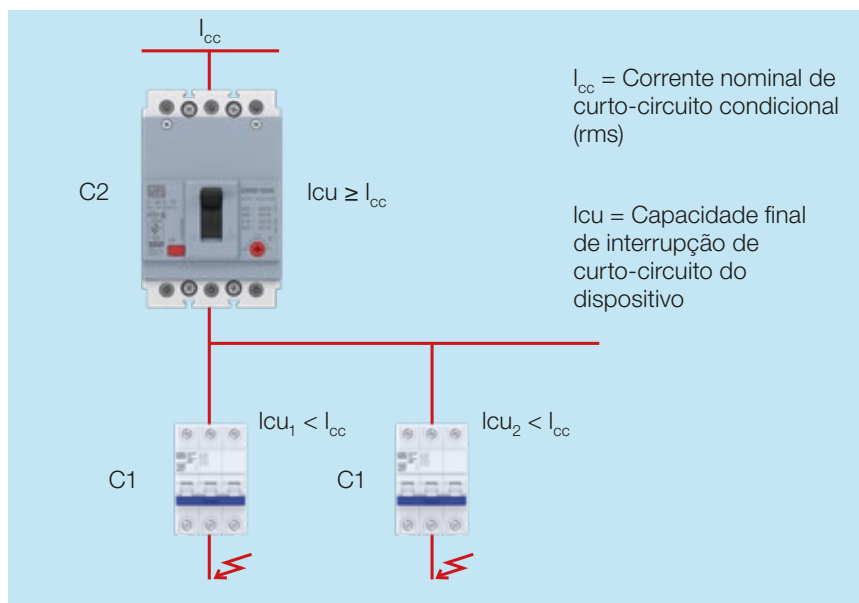 Icc
Icc = Corrente nominal de
curto-circuito condicional
(rms)
C2
Icu ≥ Icc
Icu = Capacidade final
de interrupção de
curto-circuito do
dispositivo
Icu1 < Icc
Icu2 < Icc
C1
C1